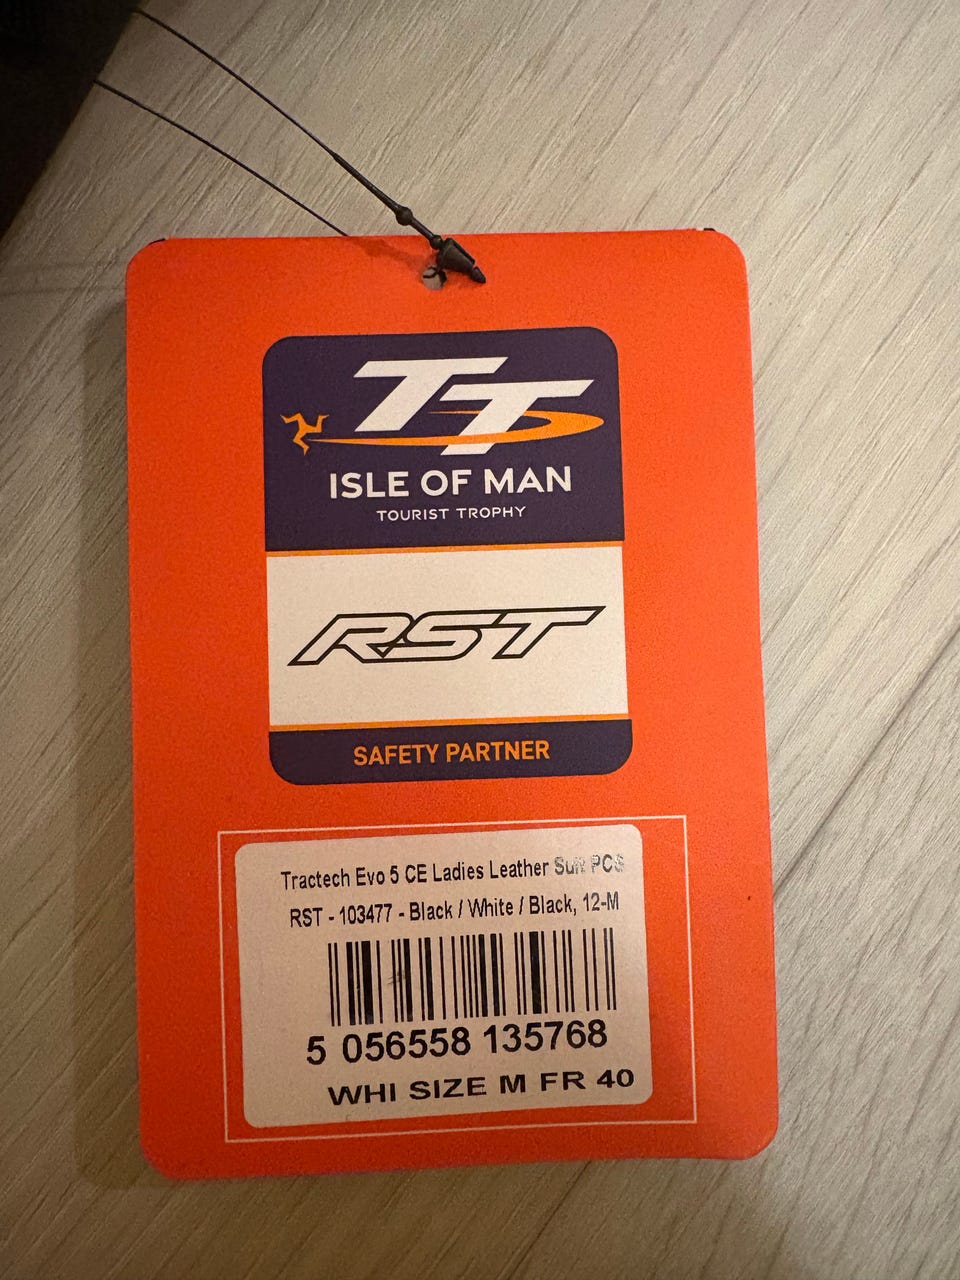 TT
ISLE OF MAN
TOURIST TROPHY
RST
SAFETY PARTNER
Tractech Evo 5 CE Ladies Leather Suit PCS
RST - 103477 - Black / White / Black, 12-M
5 056558 135768
WHI SIZE M FR 40